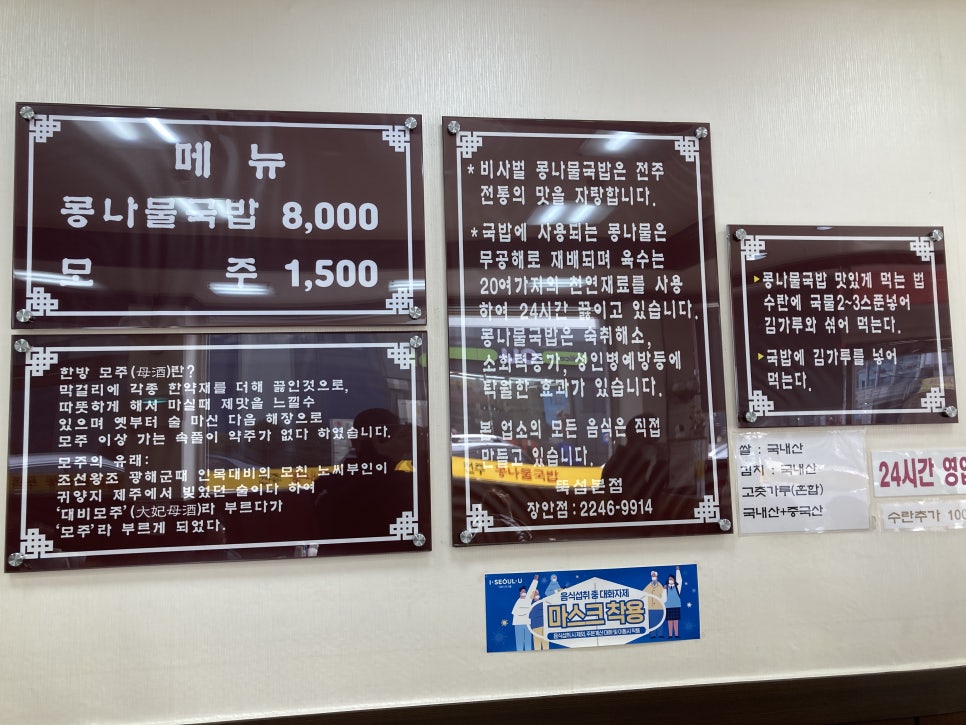 메 뉴
콩나물국밥 8,000
모 주 1,500
한방 모주(母酒)란?
막걸리에 각종 한약재를 더해 끓인것으로,
따뜻하게 해서 마실때 제맛을 느낄수
있으며 옛부터 술 마신 다음 해장으로
모주 이상 가는 속풀이 약주가 없다 하였습니다.
모주의 유래:
조선왕조 광해군때 인목대비의 모친 노씨부인이
귀양지 제주에서 빚었던 술이다 하여
'대비모주'(大妃母酒)라 부르다가
'모주'라 부르게 되었다.
* 비사벌 콩나물국밥은 전주
전통의 맛을 자랑합니다.
* 국밥에 사용되는 콩나물은
무공해로 재배되며 육수는
20여가지의 천연재료를 사용
하여 24시간 끓이고 있습니다.
콩나물국밥은 숙취해소,
소화력증가, 성인병예방등에
탁월한 효과가 있습니다.
본 업소의 모든 음식은 직접
만들고 있습니다.
뚝섬본점
장안점 : 2246-9914
콩나물국밥 맛있게 먹는 법
수란에 국물2~3스푼넣어
김가루와 섞어 먹는다.
국밥에 김가루를 넣어
먹는다.
쌀 : 국내산
김치 : 국내산
고춧가루(혼합)
국내산+중국산
24시간 영업
수란추가 100
전주 콩나물국밥
I·SEOUL·U
음식섭취 중 대화자제
마스크 착용